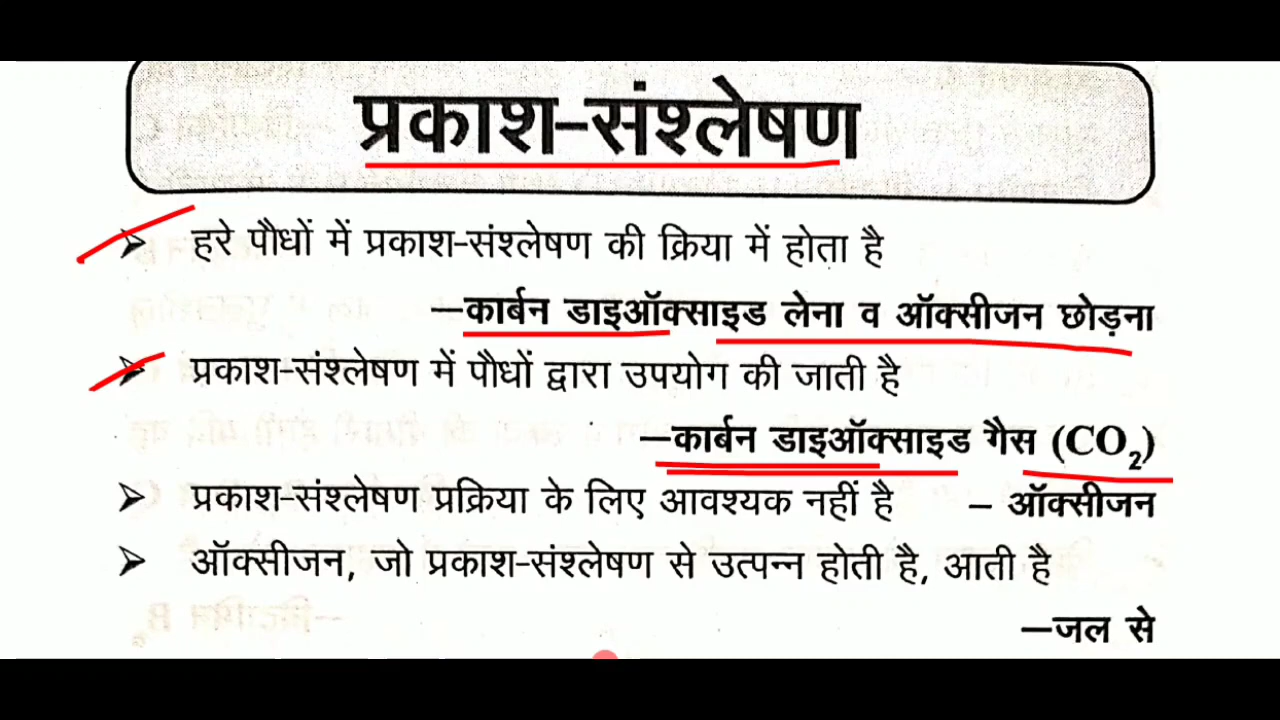 प्रकाश-संश्लेषण
➢ हरे पौधों में प्रकाश-संश्लेषण की क्रिया में होता है
—कार्बन डाइऑक्साइड लेना व ऑक्सीजन छोड़ना
➢ प्रकाश-संश्लेषण में पौधों द्वारा उपयोग की जाती है
—कार्बन डाइऑक्साइड गैस (CO₂)
➢ प्रकाश-संश्लेषण प्रक्रिया के लिए आवश्यक नहीं है – ऑक्सीजन
➢ ऑक्सीजन, जो प्रकाश-संश्लेषण से उत्पन्न होती है, आती है
—जल से